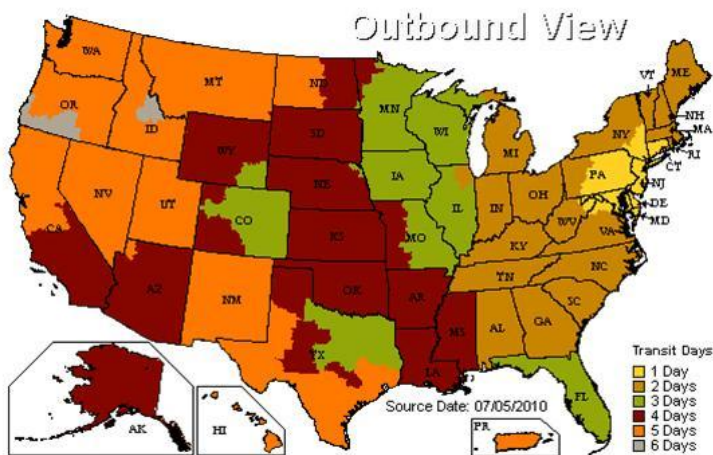 Outbound View
WA
MT
ND
OR
ID
MN
WI
SD
WY
MI
VT
ME
NY
NH
MA
RI
CT
NV
UT
CO
NE
IA
PA
NJ
DE
MD
CA
KS
MO
IL
IN
OH
WV
VA
KY
AZ
NM
OK
AR
TN
NC
SC
TX
LA
MS
AL
GA
FL
AK
HI
PR
Source Date: 07/05/2010
Transit Days
1 Day
2 Days
3 Days
4 Days
5 Days
6 Days